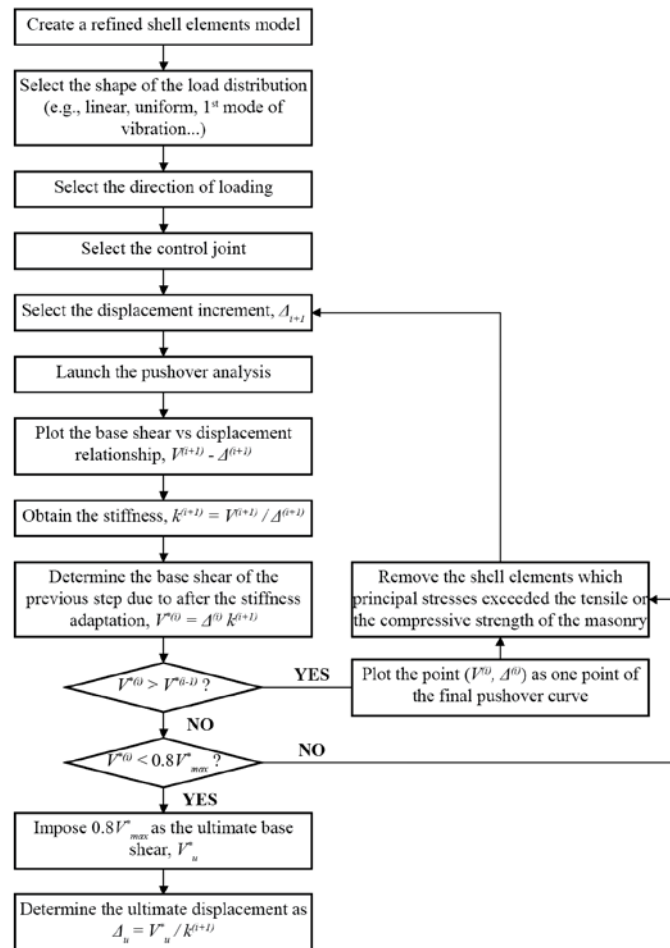 Create a refined shell elements model
Select the shape of the load distribution
(e.g., linear, uniform, 1st mode of
vibration...)
Select the direction of loading
Select the control joint
Select the displacement increment, Δi+1
Launch the pushover analysis
Plot the base shear vs displacement
relationship, V(i+1) - Δ(i+1)
Obtain the stiffness, k(i+1) = V(i+1) / Δ(i+1)
Determine the base shear of the
previous step due to after the stiffness
adaptation, V*(i) = Δ(i) k(i+1)
Remove the shell elements which
principal stresses exceeded the tensile or
the compressive strength of the masonry
V*(i) > V*(i-1) ?
YES
Plot the point (V(i), Δ(i)) as one point of
the final pushover curve
NO
V*(i) < 0.8V*max ?
NO
YES
Impose 0.8V*max as the ultimate base
shear, V*u
Determine the ultimate displacement as
Δu = V*u / k(i+1)